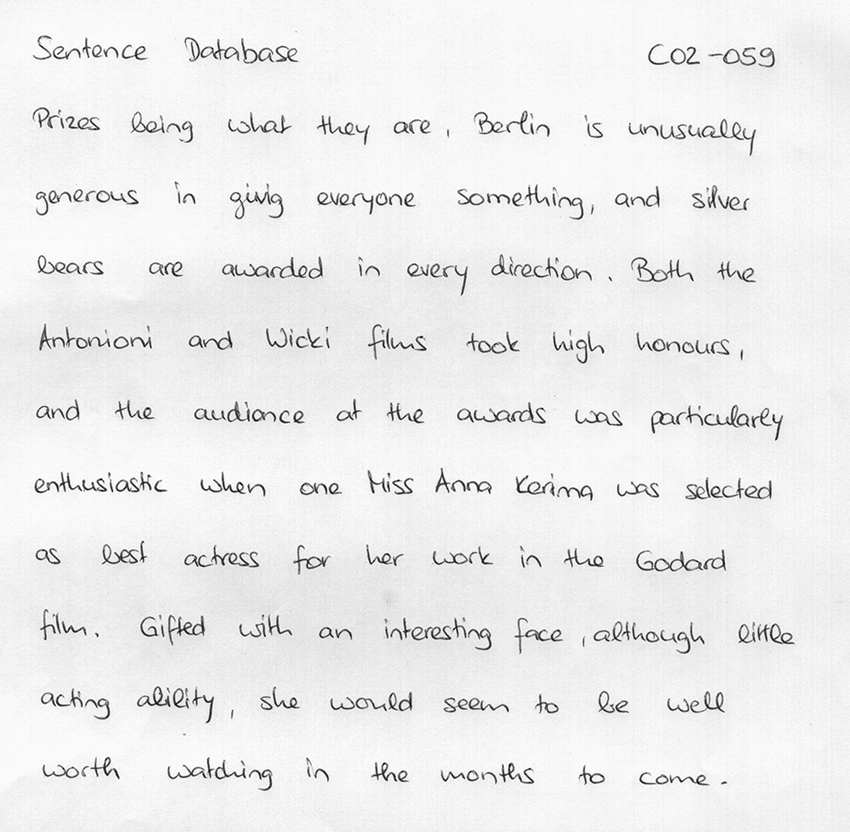 Sentence Database C02-059
Prizes being what they are, Berlin is unusually
generous in givig everyone something, and silver
bears are awarded in every direction. Both the
Antonioni and Wicki films took high honours,
and the audiance at the awards was particularly
enthusiastic when one Miss Anna Kerima was selected
as best actress for her work in the Godard
film. Gifted with an interesting face, although little
acting ability, she would seem to be well
worth watching in the months to come.